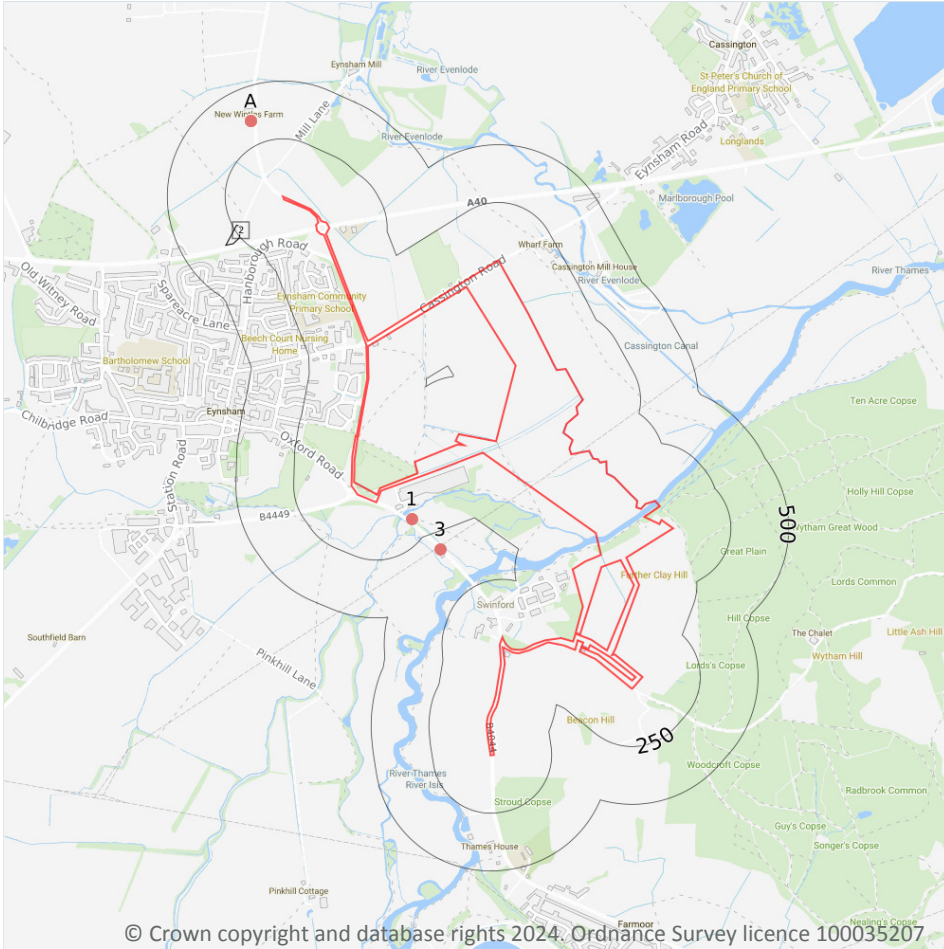 Cassington
Eynsham Mill
River Evenlode
St Peter's Church of
England Primary School
A
New Wintles Farm
Mill Lane
River Evenlode
Eynsham Road
Longlands
Marlborough Pool
A40
2
Hanborough Road
Wharf Farm
Cassington Mill House
River Evenlode
River Thames
Old Witney Road
Spareacre Lane
Cassington Road
Eynsham Community
Primary School
Beech Court Nursing
Home
Cassington Canal
Bartholomew School
Ten Acre Copse
Chilbridge Road
Eynsham
Oxford Road
Station Road
B4449
1
3
Holly Hill Copse
500
Wytham Great Wood
Great Plain
Further Clay Hill
Lords Common
Swinford
Hill Copse
Southfield Barn
The Chalet
Little Ash Hill
Wytham Hill
Pinkhill Lane
Lords's Copse
Beacon Hill
B4044
250
Woodcroft Copse
River Thames
River Isis
Stroud Copse
Radbrook Common
Guy's Copse
Songer's Copse
Thames House
Pinkhill Cottage
Farmoor
Nealing's Copse
© Crown copyright and database rights 2024. Ordnance Survey licence 100035207